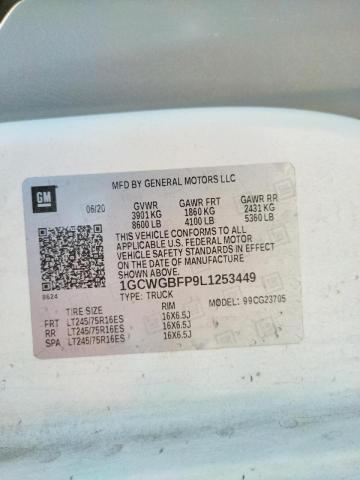 MFD BY GENERAL MOTORS LLC
GM 06/20 GVWR GAWR FRT GAWR RR
3901 KG 1860 KG 2431 KG
8600 LB 4100 LB 5360 LB
THIS VEHICLE CONFORMS TO ALL
APPLICABLE U.S. FEDERAL MOTOR
VEHICLE SAFETY STANDARDS IN
EFFECT ON THE DATE OF MANUFACTURE
SHOWN ABOVE.
1GCWGBFP9L1253449
8624 TYPE: TRUCK MODEL: 99CG23705
TIRE SIZE RIM
FRT LT245/75R16ES 16X6.5J
RR LT245/75R16ES 16X6.5J
SPA LT245/75R16ES 16X6.5J